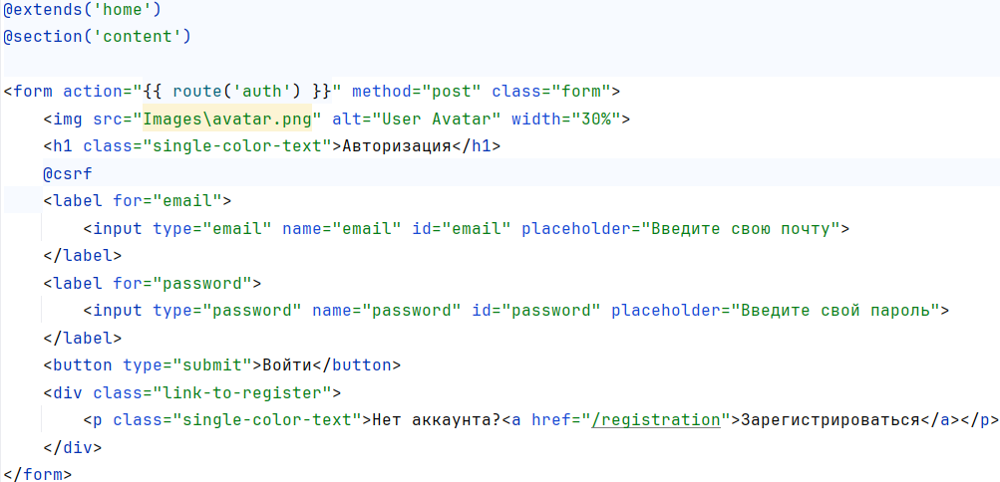 @extends('home')
@section('content')
<form action="{{ route('auth') }}" method="post" class="form">
<img src="Images\avatar.png" alt="User Avatar" width="30%">
<h1 class="single-color-text">Авторизация</h1>
@csrf
<label for="email">
<input type="email" name="email" id="email" placeholder="Введите свою почту">
</label>
<label for="password">
<input type="password" name="password" id="password" placeholder="Введите свой пароль">
</label>
<button type="submit">Войти</button>
<div class="link-to-register">
<p class="single-color-text">Нет аккаунта?<a href="/registration">Зарегистрироваться</a></p>
</div>
</form>